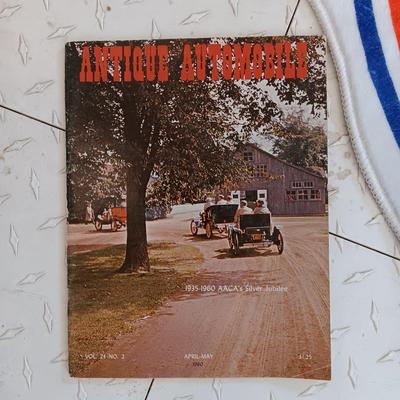 ANTIQUE AUTOMOBILE
1935-1960 AACA's Silver Jubilee
VOL. 24 NO. 2
APRIL-MAY
1960
$1.25